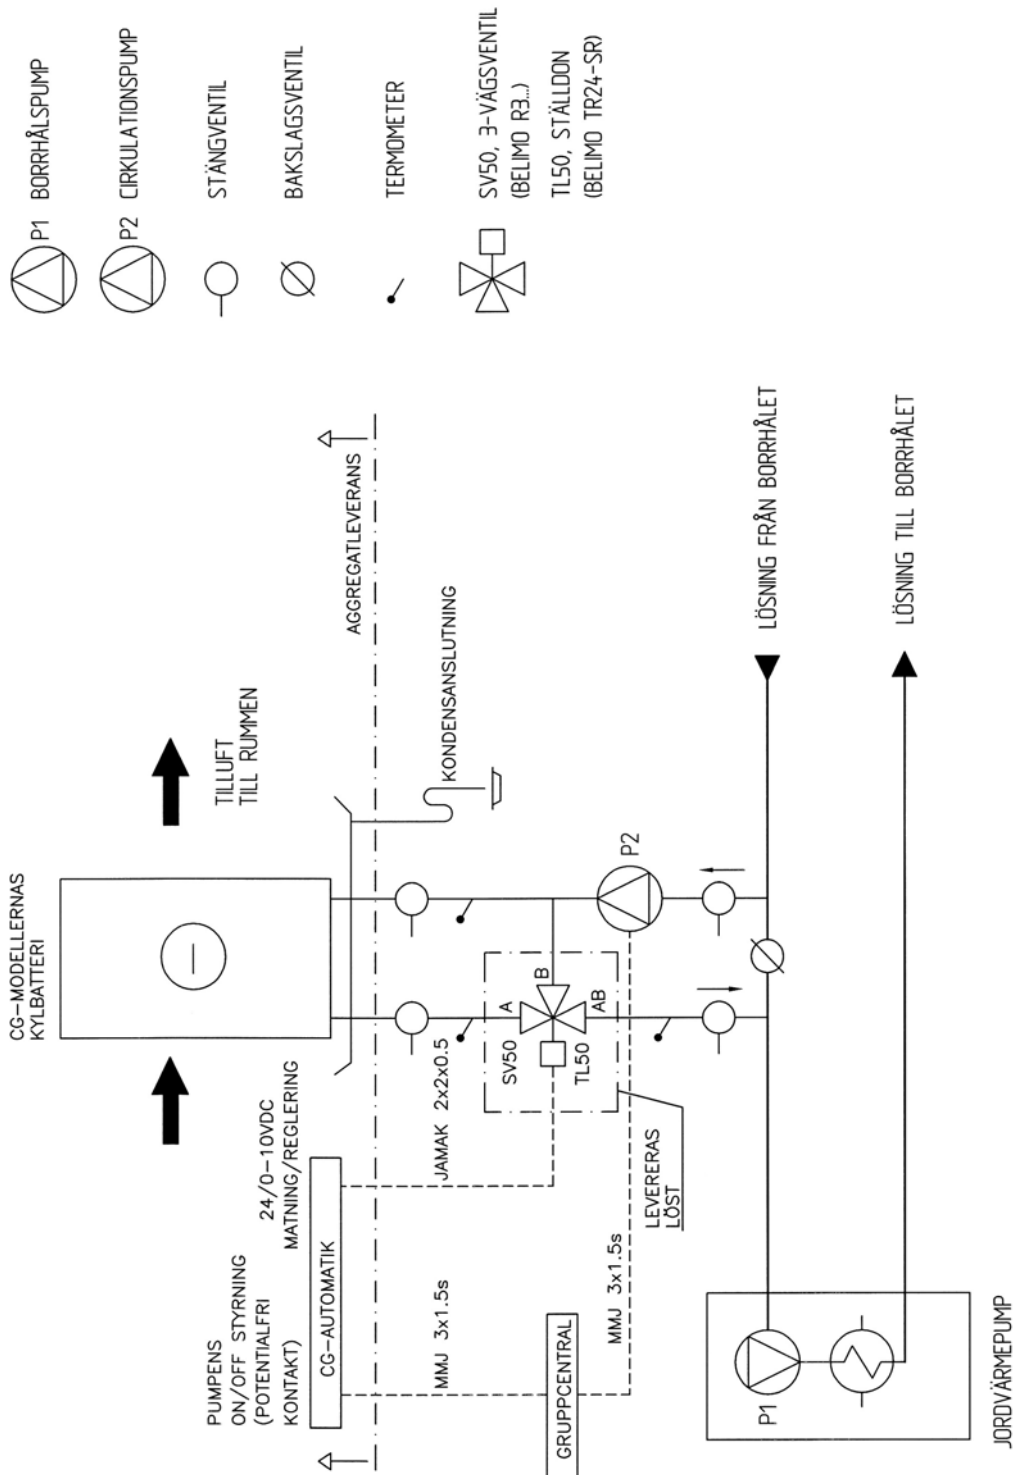 CG-MODELLERNAS
KYLBATTERI
TILLUFT
TILL RUMMEN
PUMPENS
ON/OFF STYRNING
(POTENTIALFRI
KONTAKT)
24/0-10VDC
MATNING/REGLERING
CG-AUTOMATIK
AGGREGATLEVERANS
KONDENSANSLUTNING
MMJ 3x1.5s
JAMAK 2x2x0.5
SV50
A
B
AB
TL50
P2
GRUPPCENTRAL
MMJ 3x1.5s
LEVERERAS
LÖST
P1
JORDVÄRMEPUMP
LÖSNING FRÅN BORRHÅLET
LÖSNING TILL BORRHÅLET
P1 BORRHÅLSPUMP
P2 CIRKULATIONSPUMP
STÄNGVENTIL
BAKSLAGSVENTIL
TERMOMETER
SV50, 3-VÄGSVENTIL
(BELIMO R3...)
TL50, STÄLLDON
(BELIMO TR24-SR)